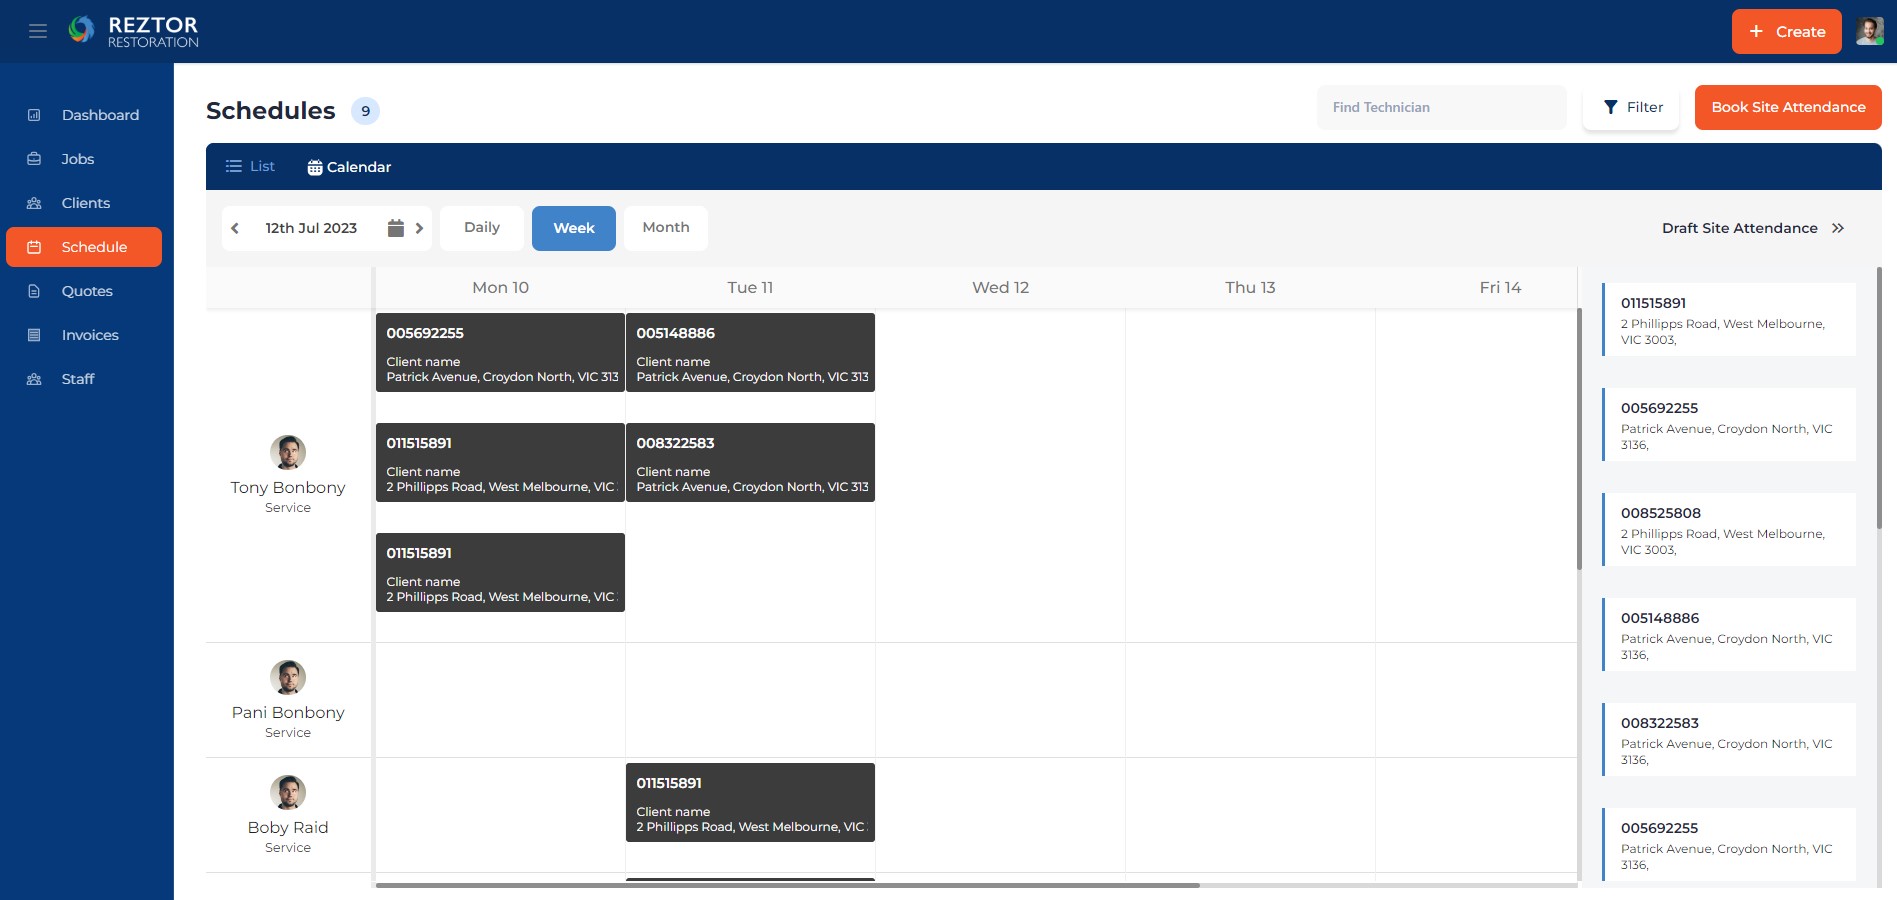 REZTOR
RESTORATION
+ Create
Dashboard
Jobs
Clients
Schedule
Quotes
Invoices
Staff
Schedules 9
Find Technician
Filter
Book Site Attendance
List
Calendar
12th Jul 2023
Daily
Week
Month
Draft Site Attendance
Mon 10
Tue 11
Wed 12
Thu 13
Fri 14
Tony Bonbony
Service
005692255
Client name
Patrick Avenue, Croydon North, VIC 313
005148886
Client name
Patrick Avenue, Croydon North, VIC 313
011515891
Client name
2 Phillipps Road, West Melbourne, VIC
008322583
Client name
Patrick Avenue, Croydon North, VIC 313
011515891
Client name
2 Phillipps Road, West Melbourne, VIC
Pani Bonbony
Service
Boby Raid
Service
011515891
Client name
2 Phillipps Road, West Melbourne, VIC
011515891
2 Phillipps Road, West Melbourne,
VIC 3003,
005692255
Patrick Avenue, Croydon North, VIC
3136,
008525808
2 Phillipps Road, West Melbourne,
VIC 3003,
005148886
Patrick Avenue, Croydon North, VIC
3136,
008322583
Patrick Avenue, Croydon North, VIC
3136,
005692255
Patrick Avenue, Croydon North, VIC
3136,